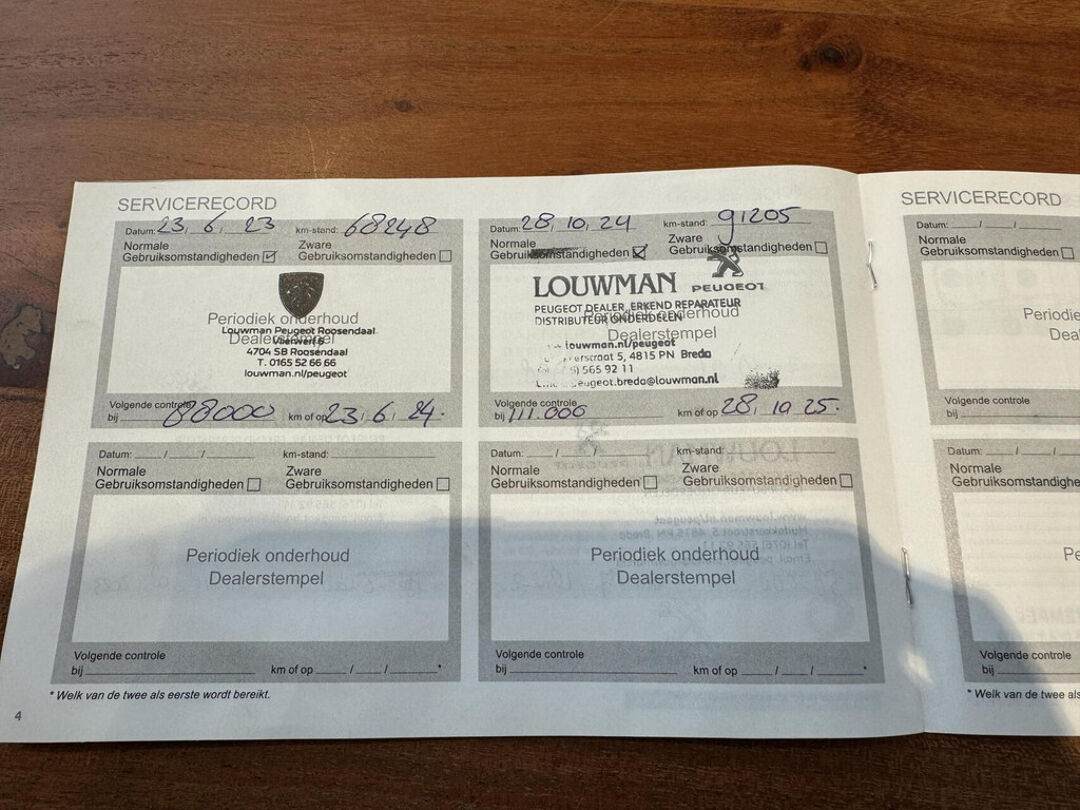 SERVICERECORD
Datum: 23, 6, 23 km-stand: 68248
Normale Gebruiksomstandigheden Zware Gebruiksomstandigheden
Periodiek onderhoud
Dealerstempel
Louwman Peugeot Roosendaal
Vlierwerf 6
4704 SB Roosendaal
T. 0165 52 66 66
louwman.nl/peugeot
Volgende controle
bij 88000 km of op 23, 6, 24.
Datum: 28, 10, 24 km-stand: 91205
Normale Gebruiksomstandigheden Zware Gebruiksomstandigheden
LOUWMAN PEUGEOT
PEUGEOT DEALER, ERKEND REPARATEUR
DISTRIBUTEUR ONDERDELEN
Periodiek onderhoud
Dealerstempel
louwman.nl/peugeot
5, 4815 PN Breda
565 92 11
peugeot.breda@louwman.nl
Volgende controle
bij 111.000 km of op 28, 10 25.
Datum: / / km-stand:
Normale Gebruiksomstandigheden Zware Gebruiksomstandigheden
Periodiek onderhoud
Dealerstempel
Volgende controle
bij km of op / / *
Datum: / / km-stand:
Normale Gebruiksomstandigheden Zware Gebruiksomstandigheden
Periodiek onderhoud
Dealerstempel
Volgende controle
bij km of op / / *
* Welk van de twee als eerste wordt bereikt.
4
SERVICERECORD
Datum: / /
Normale
Gebruiksomstandigheden
Volgende controle
bij
Datum: / /
Normale
Volgende controle
bij
* Welk van de twee